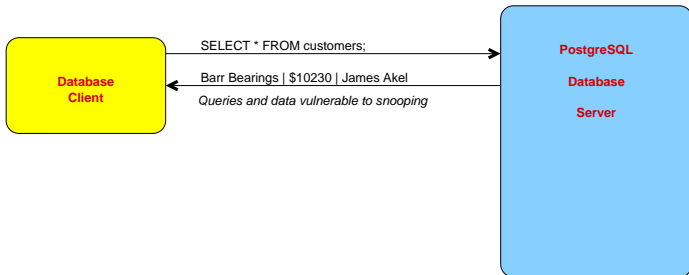 SELECT * FROM customers;
PostgreSQL
Database
Client
Barr Bearings | $10230 | James Akel
Database
Queries and data vulnerable to snooping
Server